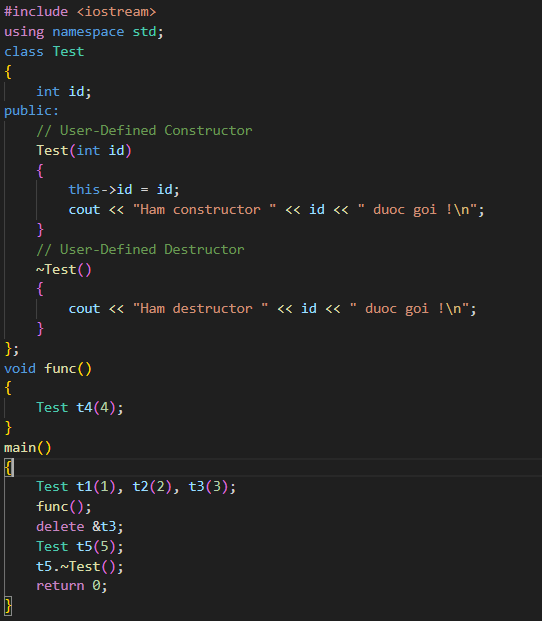 #include <iostream>
using namespace std;
class Test
{
    int id;
public:
    // User-Defined Constructor
    Test(int id)
    {
        this->id = id;
        cout << "Ham constructor " << id << " duoc goi !\n";
    }
    // User-Defined Destructor
    ~Test()
    {
        cout << "Ham destructor " << id << " duoc goi !\n";
    }
};
void func()
{
    Test t4(4);
}
main()
{
    Test t1(1), t2(2), t3(3);
    func();
    delete &t3;
    Test t5(5);
    t5.~Test();
    return 0;
}